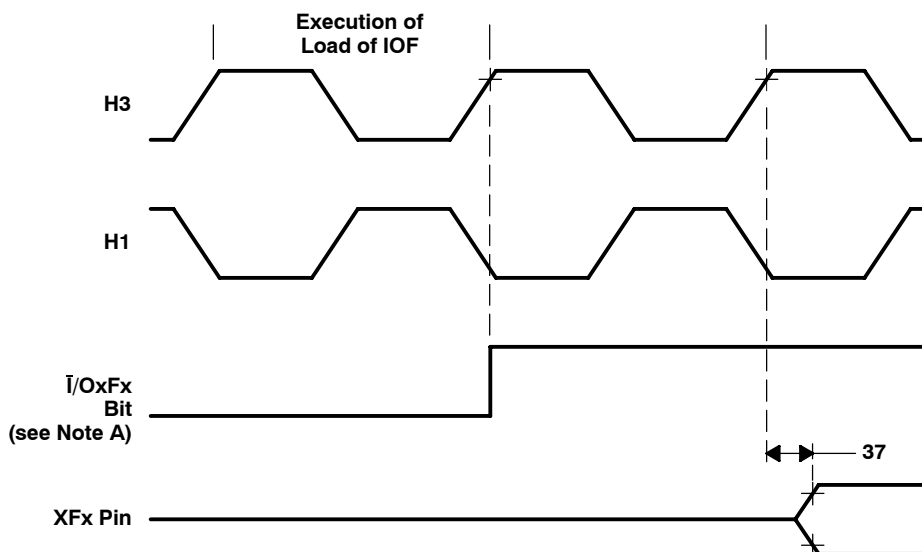 Execution of
Load of IOF
H3
H1
Ī/OxFx
Bit
(see Note A)
37
XFx Pin